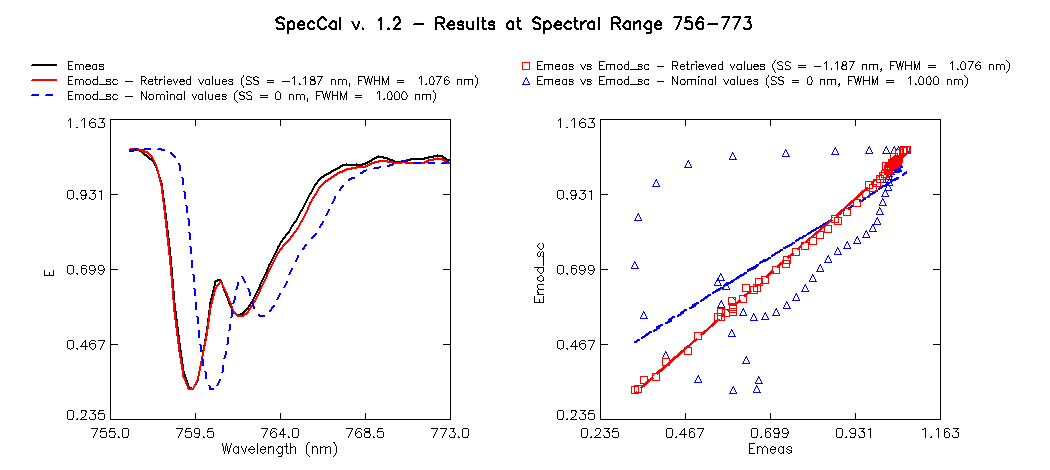 SpecCal v. 1.2 - Results at Spectral Range 756-773
Emeas
Emod_sc - Retrieved values (SS = -1.187 nm, FWHM = 1.076 nm)
Emod_sc - Nominal values (SS = 0 nm, FWHM = 1.000 nm)
Emeas vs Emod_sc - Retrieved values (SS = -1.187 nm, FWHM = 1.076 nm)
Emeas vs Emod_sc - Nominal values (SS = 0 nm, FWHM = 1.000 nm)
1.163
0.931
0.699
0.467
0.235
E
755.0 759.5 764.0 768.5 773.0
Wavelength (nm)
1.163
0.931
0.699
0.467
0.235
Emod_sc
0.235 0.467 0.699 0.931 1.163
Emeas